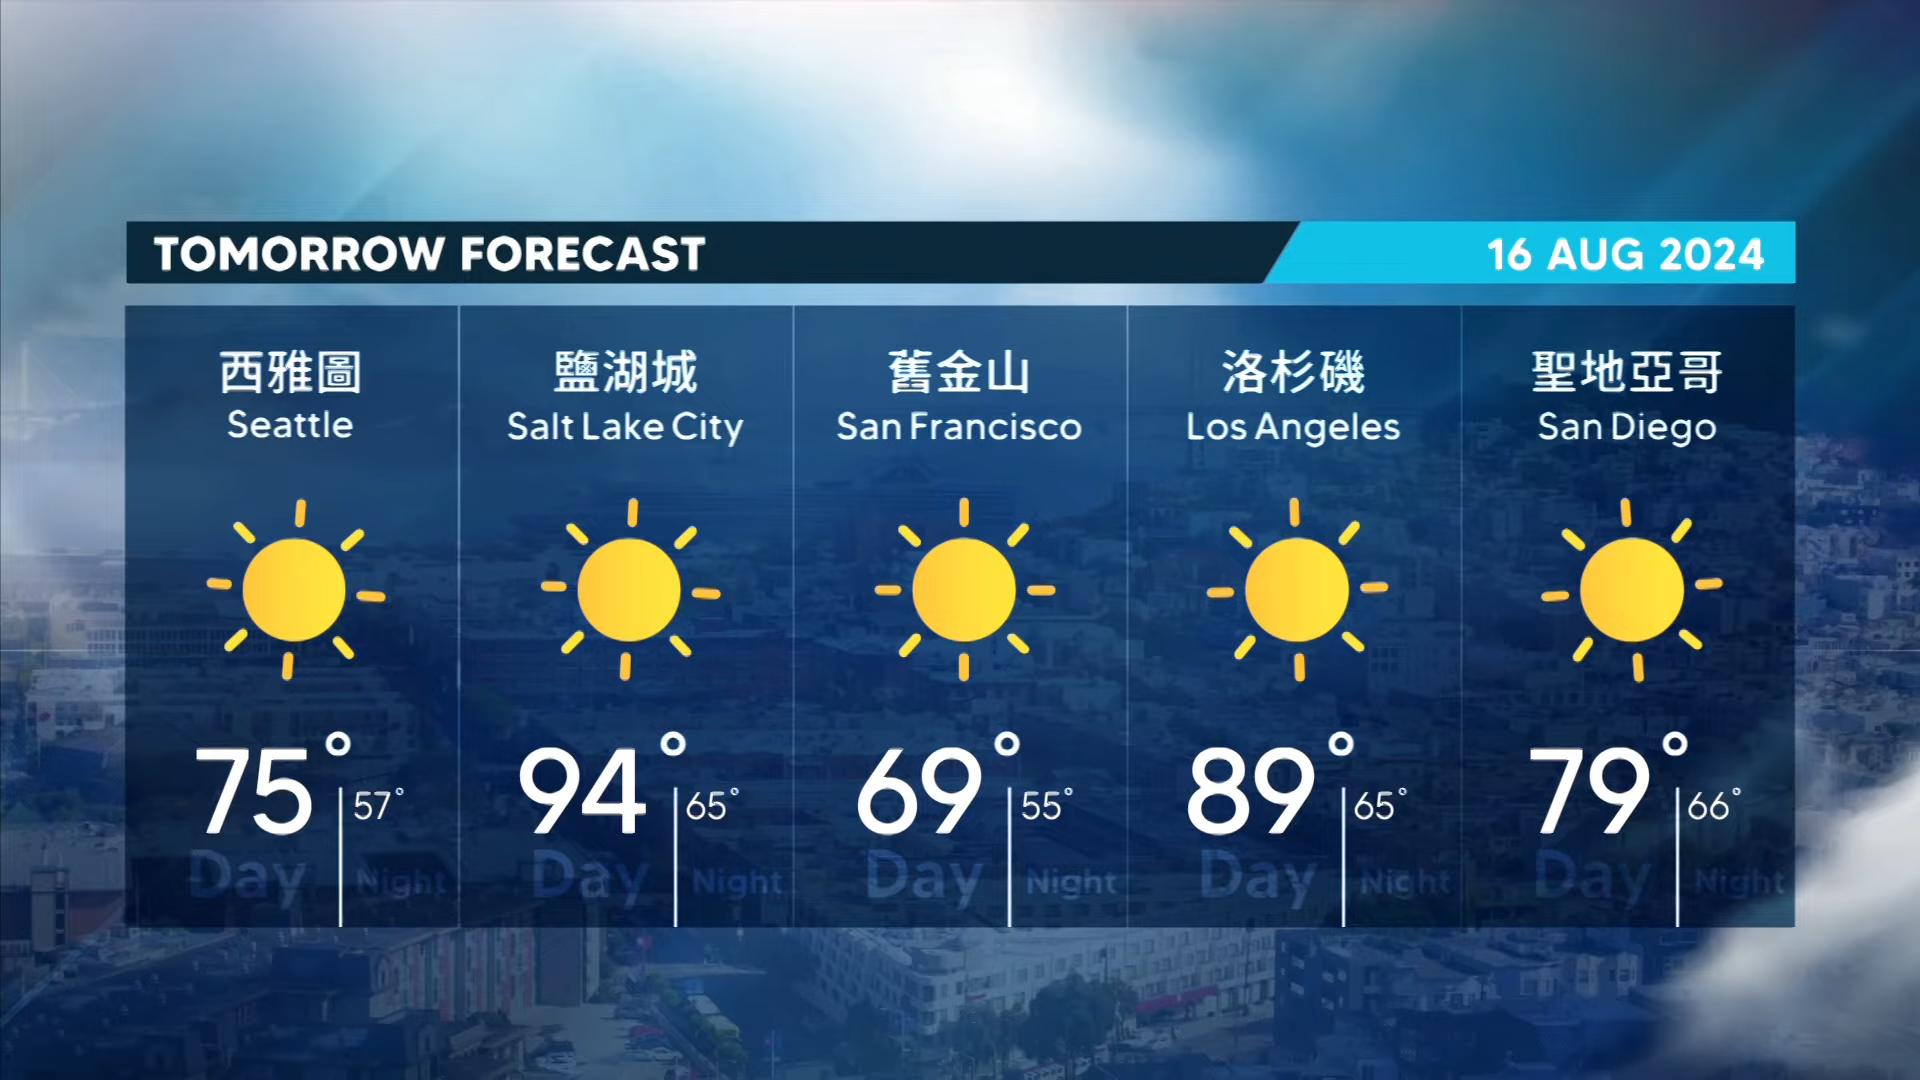 TOMORROW FORECAST
16 AUG 2024
西雅圖
Seattle
75°
57°
Day
Night
鹽湖城
Salt Lake City
94°
65°
Day
Night
舊金山
San Francisco
69°
55°
Day
Night
洛杉磯
Los Angeles
89°
65°
Day
Night
聖地亞哥
San Diego
79°
66°
Day
Night